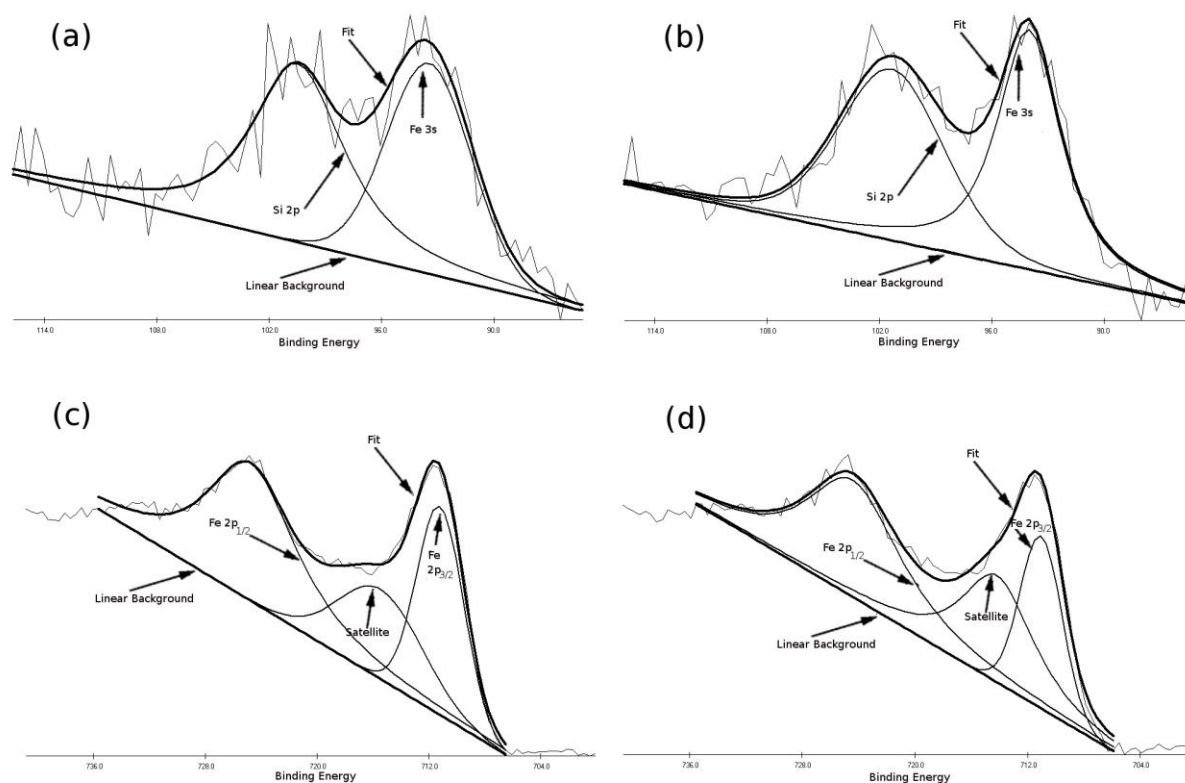 (a)
Fit
Fe 3s
Si 2p
Linear Background
114.0 108.0 102.0 96.0 90.0
Binding Energy
(b)
Fit
Fe 3s
Si 2p
Linear Background
114.0 108.0 102.0 96.0 90.0
Binding Energy
(c)
Fit
Fe 2p1/2
Fe
2p3/2
Linear Background
Satellite
736.0 728.0 720.0 712.0 704.0
Binding Energy
(d)
Fit
Fe 2p3/2
Fe 2p1/2
Satellite
Linear Background
736.0 728.0 720.0 712.0 704.0
Binding Energy